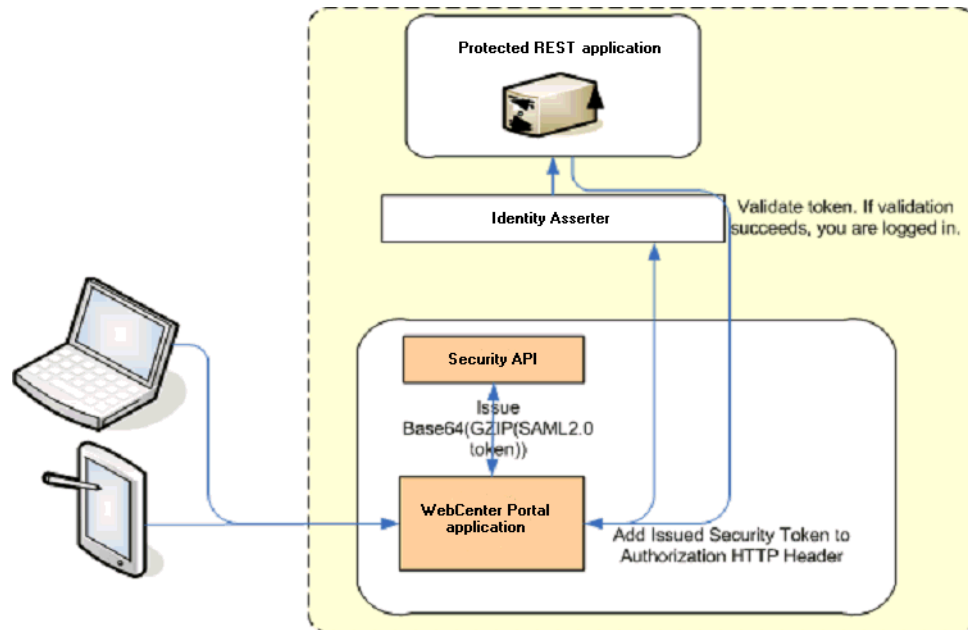 Protected REST application
Identity Asserter
Validate token. If validation
succeeds, you are logged in.
Security API
Issue
Base64(GZIP(SAML2.0
token))
WebCenter Portal
application
Add Issued Security Token to
Authorization HTTP Header